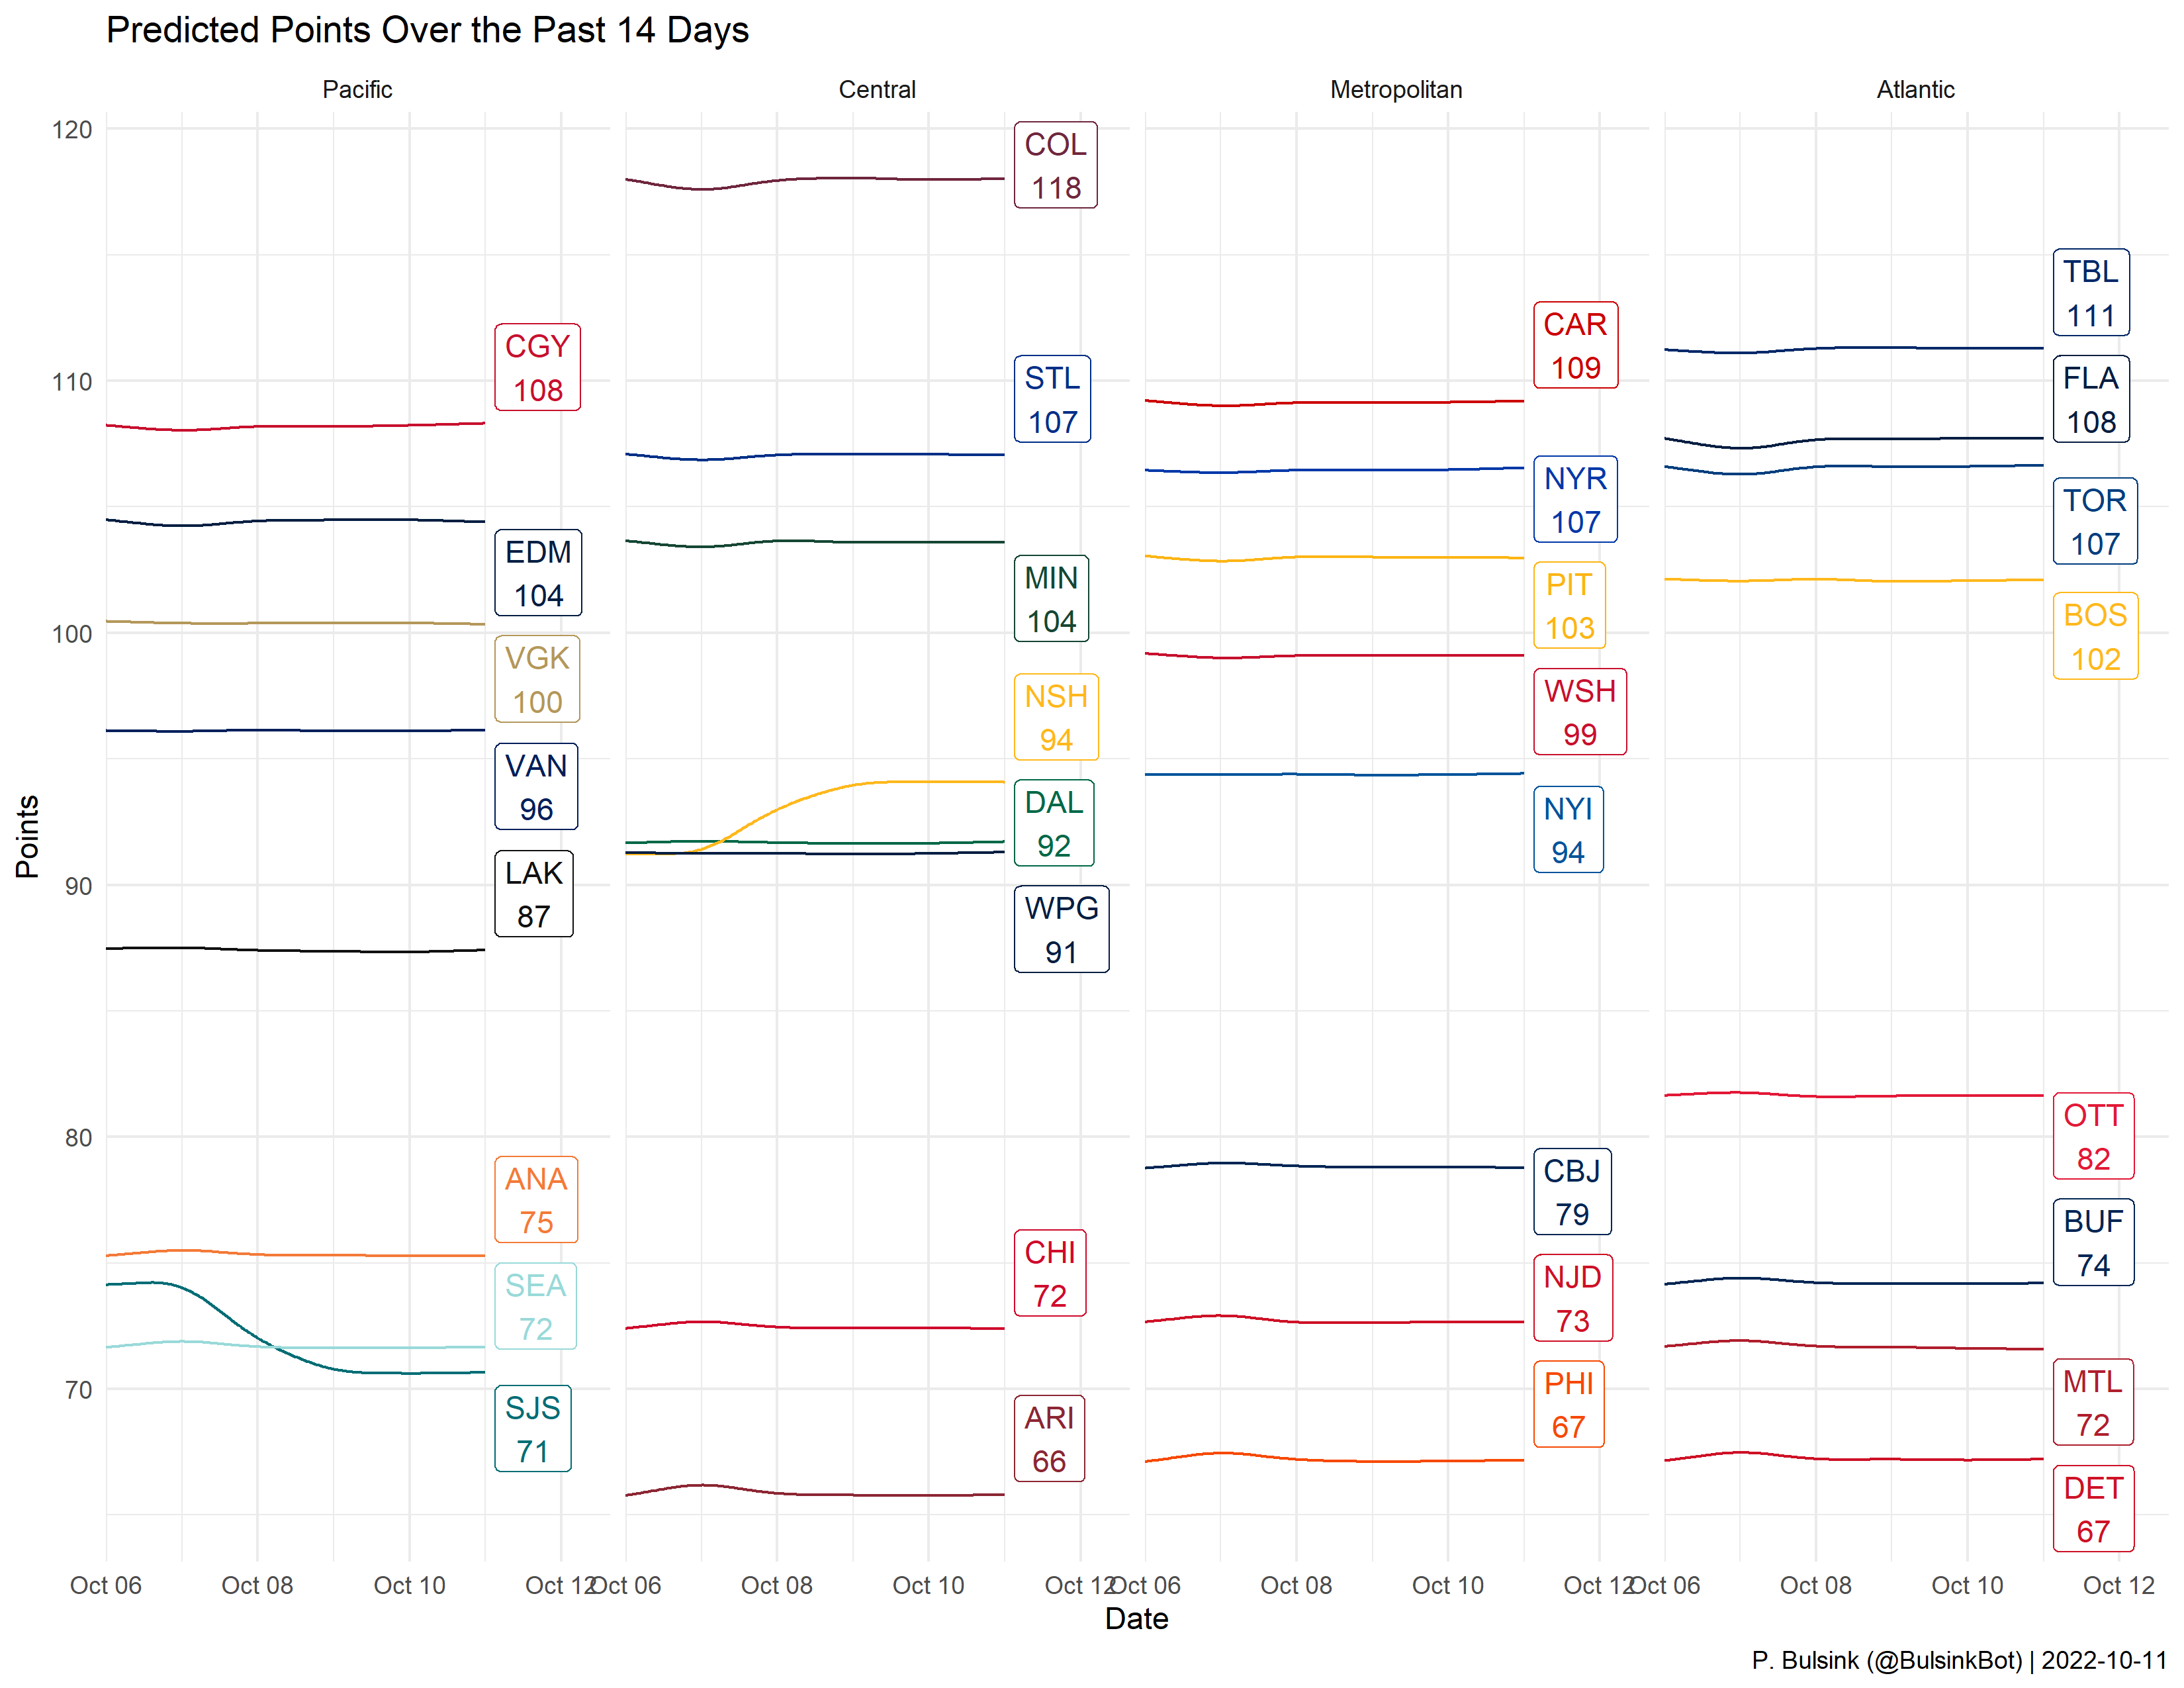 Predicted Points Over the Past 14 Days
Pacific
Central
Metropolitan
Atlantic
Points
120
110
100
90
80
70
CGY
108
EDM
104
VGK
100
VAN
96
LAK
87
ANA
75
SEA
72
SJS
71
COL
118
STL
107
MIN
104
NSH
94
DAL
92
WPG
91
CHI
72
ARI
66
CAR
109
NYR
107
PIT
103
WSH
99
NYI
94
CBJ
79
NJD
73
PHI
67
TBL
111
FLA
108
TOR
107
BOS
102
OTT
82
BUF
74
MTL
72
DET
67
Oct 06 Oct 08 Oct 10 Oct 12
Oct 06 Oct 08 Oct 10 Oct 12
Oct 06 Oct 08 Oct 10 Oct 12
Oct 06 Oct 08 Oct 10 Oct 12
Date
P. Bulsink (@BulsinkBot) | 2022-10-11